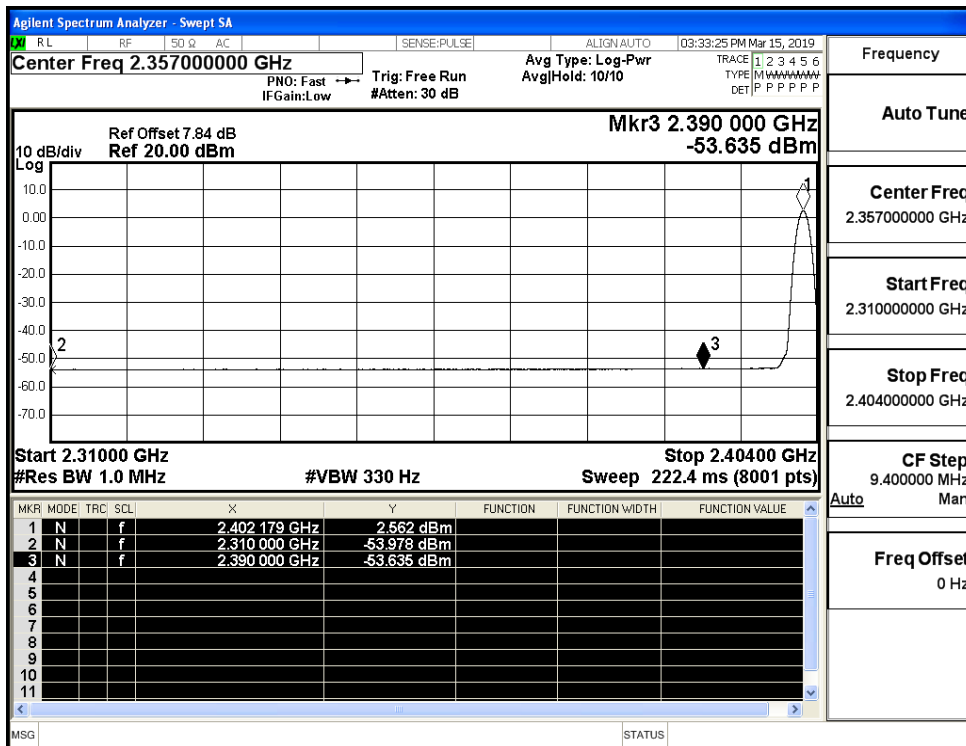 Agilent Spectrum Analyzer - Swept SA
LXI RL RF 50 Ω AC SENSE:PULSE ALIGN AUTO 03:33:25 PM Mar 15, 2019
Center Freq 2.357000000 GHz
PNO: Fast
IFGain:Low
Trig: Free Run
#Atten: 30 dB
Avg Type: Log-Pwr
Avg|Hold: 10/10
TRACE 1 2 3 4 5 6
TYPE M W W W W W
DET P P P P P P
Ref Offset 7.84 dB
10 dB/div Ref 20.00 dBm
Log
Mkr3 2.390 000 GHz
-53.635 dBm
10.0
0.00
-10.0
-20.0
-30.0
-40.0
-50.0
-60.0
-70.0
1
2
3
Start 2.31000 GHz Stop 2.40400 GHz
#Res BW 1.0 MHz #VBW 330 Hz Sweep 222.4 ms (8001 pts)
MKR MODE TRC SCL X Y FUNCTION FUNCTION WIDTH FUNCTION VALUE
1 N f 2.402 179 GHz 2.562 dBm
2 N f 2.310 000 GHz -53.978 dBm
3 N f 2.390 000 GHz -53.635 dBm
4
5
6
7
8
9
10
11
MSG STATUS
Frequency
Auto Tune
Center Freq
2.357000000 GHz
Start Freq
2.310000000 GHz
Stop Freq
2.404000000 GHz
CF Step
9.400000 MHz
Auto Man
Freq Offset
0 Hz